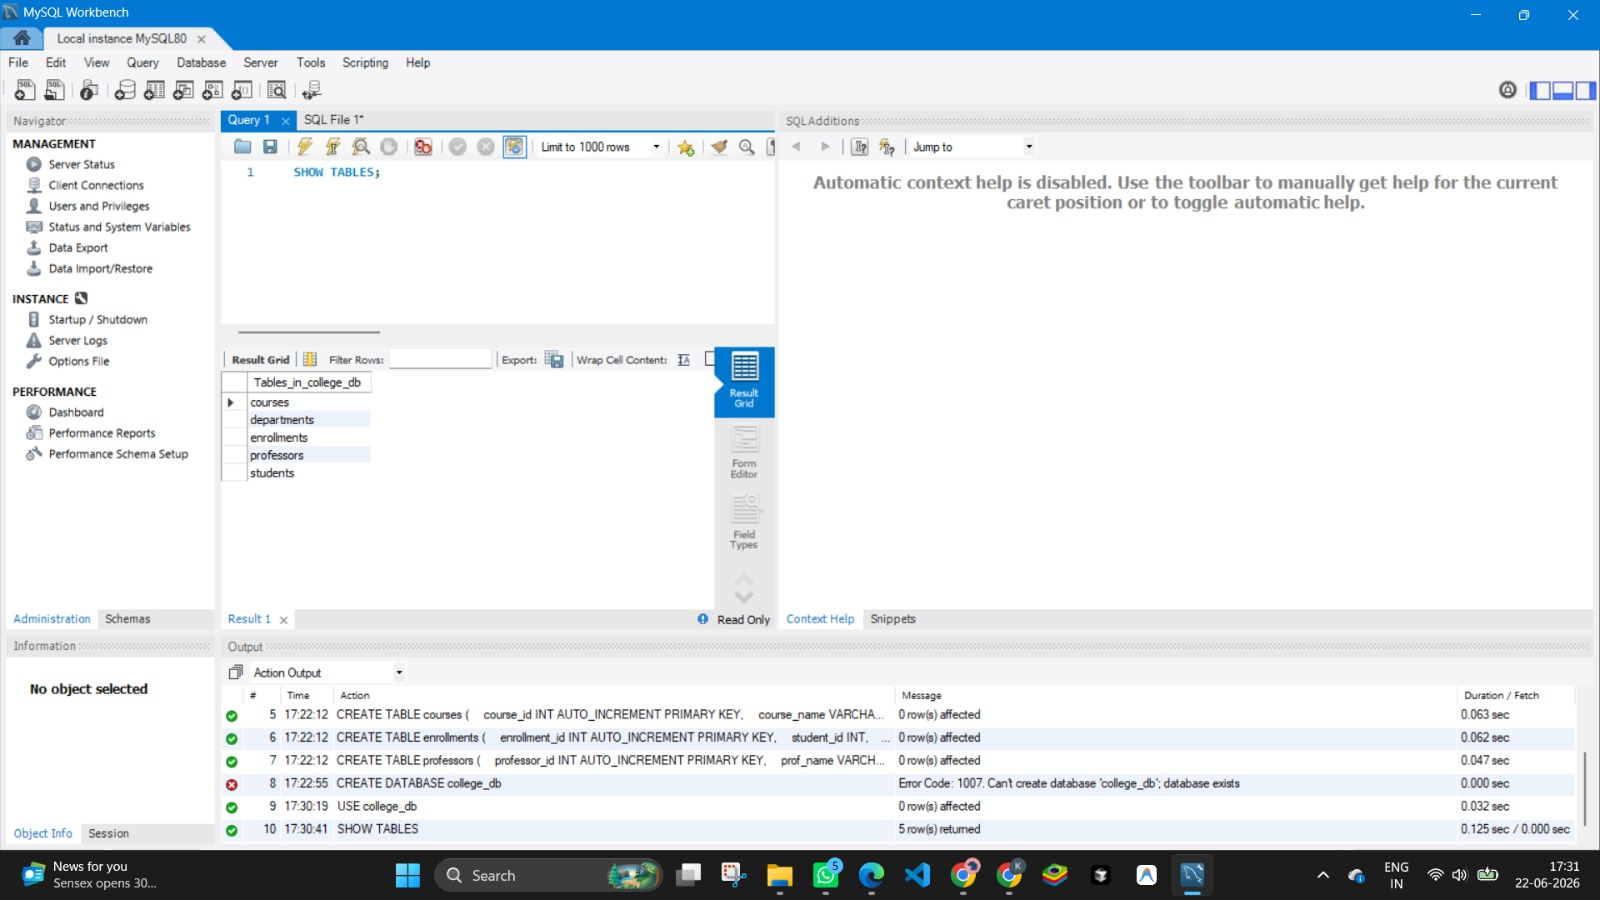 MySQL Workbench
Local instance MySQL80
File Edit View Query Database Server Tools Scripting Help
Navigator
MANAGEMENT
Server Status
Client Connections
Users and Privileges
Status and System Variables
Data Export
Data Import/Restore
INSTANCE
Startup / Shutdown
Server Logs
Options File
PERFORMANCE
Dashboard
Performance Reports
Performance Schema Setup
Administration Schemas
Information
No object selected
Object Info Session
Query 1 SQL File 1*
Limit to 1000 rows
1 SHOW TABLES;
Result Grid Filter Rows: Export: Wrap Cell Content:
Tables_in_college_db
courses
departments
enrollments
professors
students
Result
Grid
Form
Editor
Field
Types
Result 1 Read Only
SQLAdditions
Jump to
Automatic context help is disabled. Use the toolbar to manually get help for the current
caret position or to toggle automatic help.
Context Help Snippets
Output
Action Output
# Time Action Message Duration / Fetch
5 17:22:12 CREATE TABLE courses ( course_id INT AUTO_INCREMENT PRIMARY KEY, course_name VARCHA... 0 row(s) affected 0.063 sec
6 17:22:12 CREATE TABLE enrollments ( enrollment_id INT AUTO_INCREMENT PRIMARY KEY, student_id INT, ... 0 row(s) affected 0.062 sec
7 17:22:12 CREATE TABLE professors ( professor_id INT AUTO_INCREMENT PRIMARY KEY, prof_name VARCH... 0 row(s) affected 0.047 sec
8 17:22:55 CREATE DATABASE college_db Error Code: 1007. Can't create database 'college_db'; database exists 0.000 sec
9 17:30:19 USE college_db 0 row(s) affected 0.032 sec
10 17:30:41 SHOW TABLES 5 row(s) returned 0.125 sec / 0.000 sec
News for you
Sensex opens 30...
Search
5
K
ENG
IN
17:31
22-06-2026